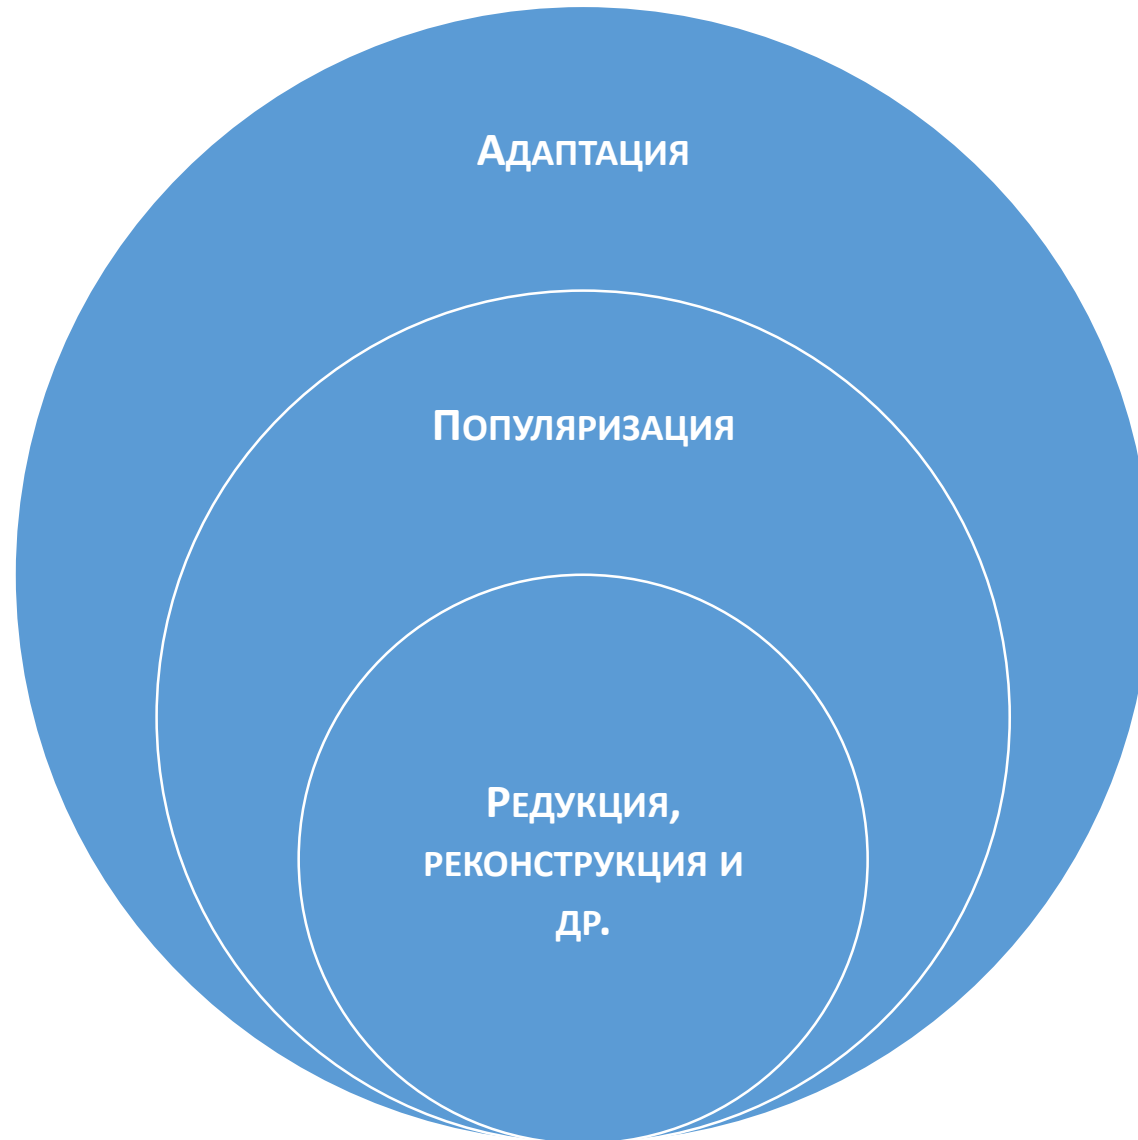 Адаптация
Популяризация
Редукция,
реконструкция и
др.